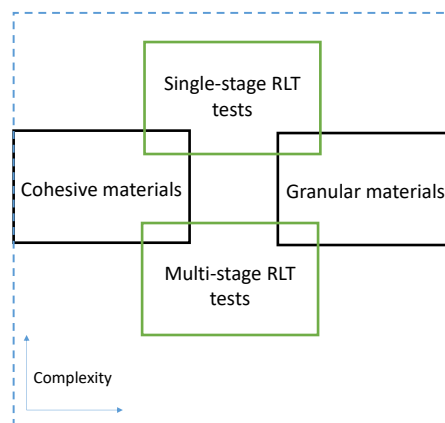 Single-stage RLT
tests
Cohesive materials
Granular materials
Multi-stage RLT
tests
Complexity